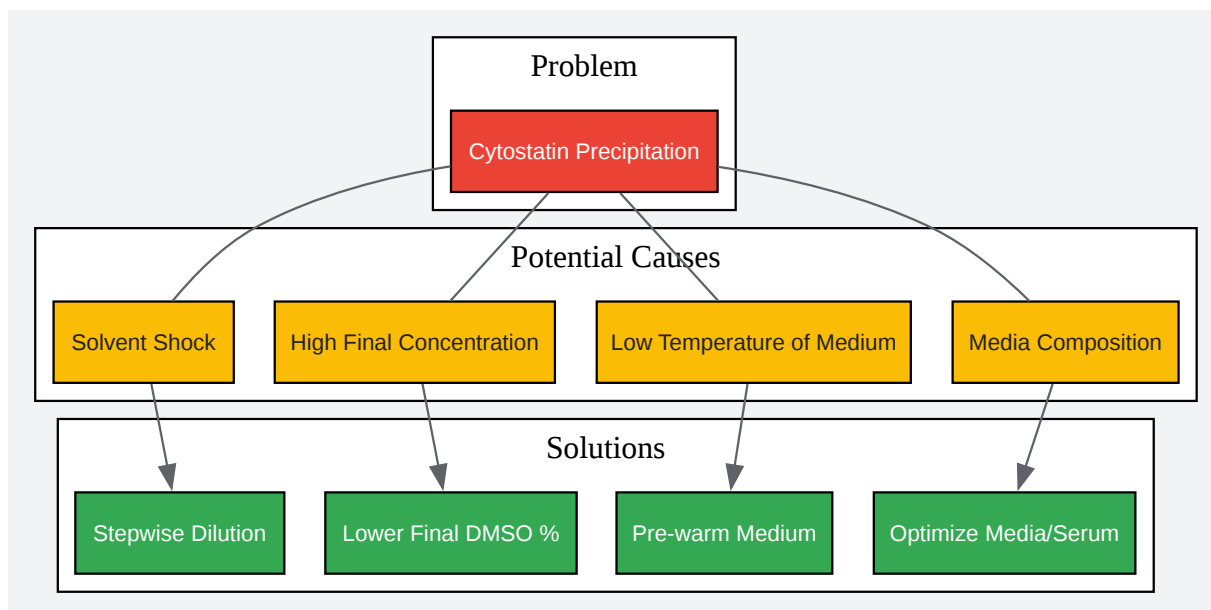 Problem
Cytostatin Precipitation
Potential Causes
Solvent Shock
High Final Concentration
Low Temperature of Medium
Media Composition
Solutions
Stepwise Dilution
Lower Final DMSO %
Pre-warm Medium
Optimize Media/Serum